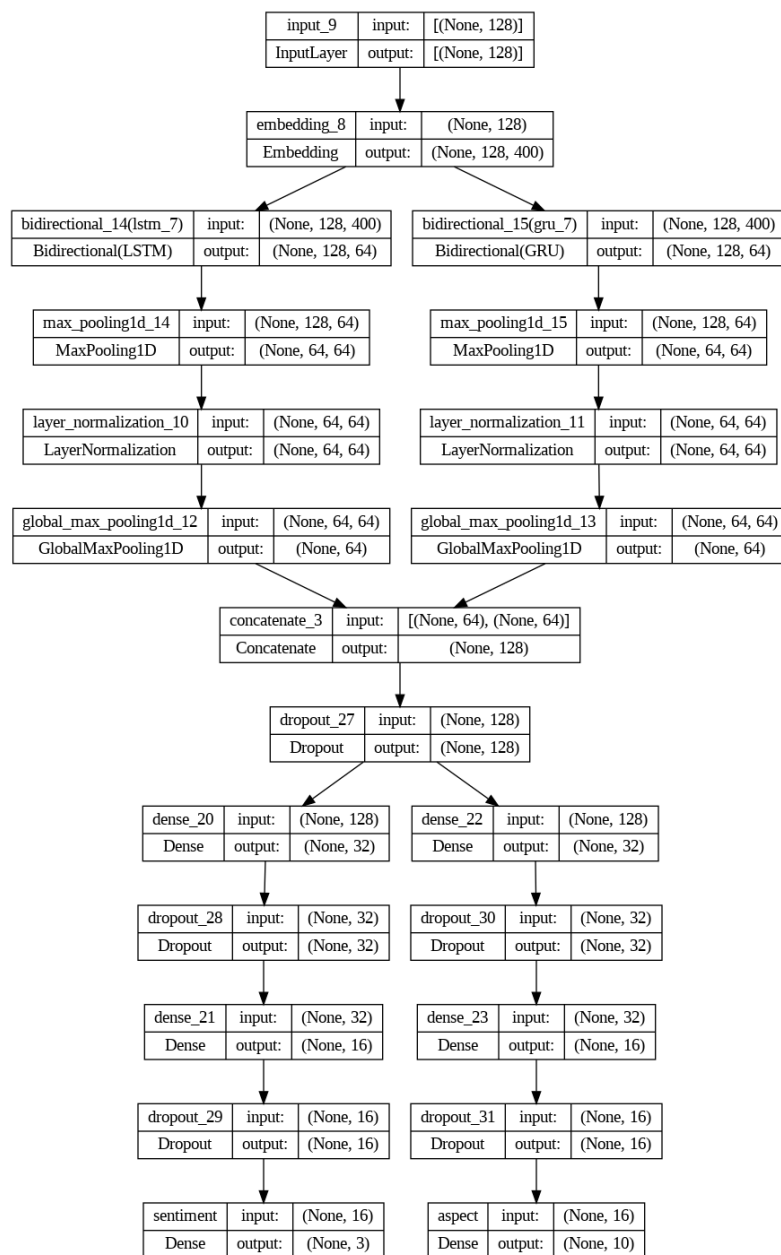 input_9 input: [(None, 128)]
InputLayer output: [(None, 128)]
embedding_8 input: (None, 128)
Embedding output: (None, 128, 400)
bidirectional_14(lstm_7) input: (None, 128, 400)
Bidirectional(LSTM) output: (None, 128, 64)
bidirectional_15(gru_7) input: (None, 128, 400)
Bidirectional(GRU) output: (None, 128, 64)
max_pooling1d_14 input: (None, 128, 64)
MaxPooling1D output: (None, 64, 64)
max_pooling1d_15 input: (None, 128, 64)
MaxPooling1D output: (None, 64, 64)
layer_normalization_10 input: (None, 64, 64)
LayerNormalization output: (None, 64, 64)
layer_normalization_11 input: (None, 64, 64)
LayerNormalization output: (None, 64, 64)
global_max_pooling1d_12 input: (None, 64, 64)
GlobalMaxPooling1D output: (None, 64)
global_max_pooling1d_13 input: (None, 64, 64)
GlobalMaxPooling1D output: (None, 64)
concatenate_3 input: [(None, 64), (None, 64)]
Concatenate output: (None, 128)
dropout_27 input: (None, 128)
Dropout output: (None, 128)
dense_20 input: (None, 128)
Dense output: (None, 32)
dense_22 input: (None, 128)
Dense output: (None, 32)
dropout_28 input: (None, 32)
Dropout output: (None, 32)
dropout_30 input: (None, 32)
Dropout output: (None, 32)
dense_21 input: (None, 32)
Dense output: (None, 16)
dense_23 input: (None, 32)
Dense output: (None, 16)
dropout_29 input: (None, 16)
Dropout output: (None, 16)
dropout_31 input: (None, 16)
Dropout output: (None, 16)
sentiment input: (None, 16)
Dense output: (None, 3)
aspect input: (None, 16)
Dense output: (None, 10)